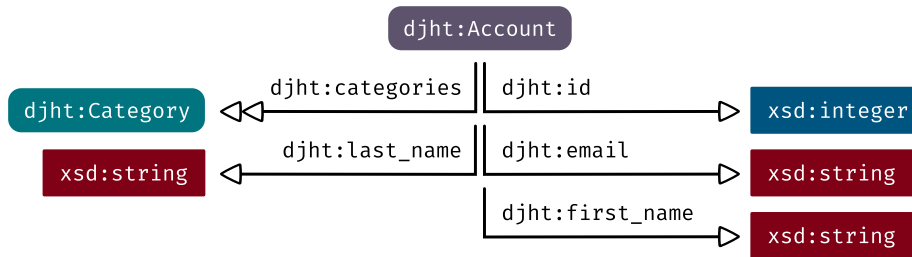 djht:Account
djht:categories djht:id
djht:Category xsd:integer
djht:last_name djht:email
xsd:string xsd:string
djht:first_name
xsd:string